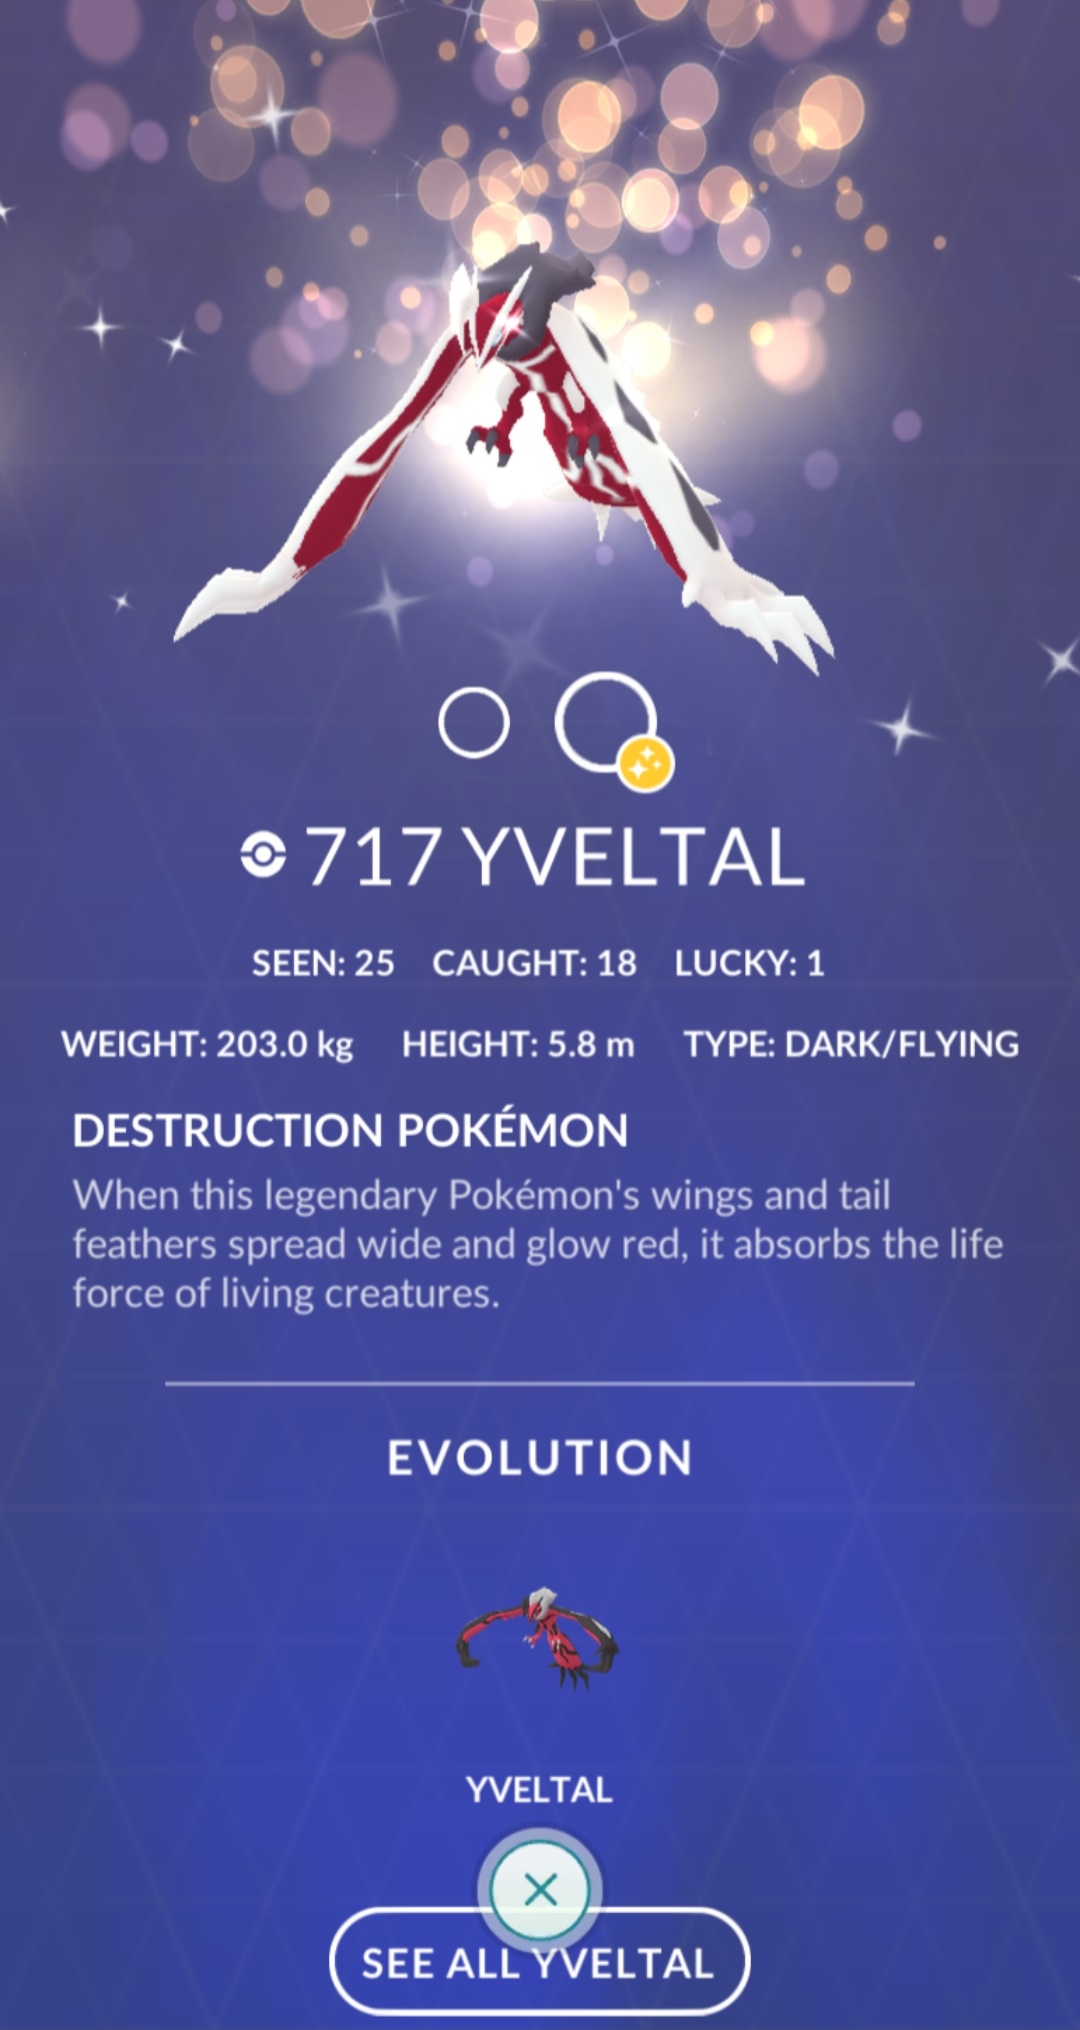 717 YVELTAL
SEEN: 25 CAUGHT: 18 LUCKY: 1
WEIGHT: 203.0 kg HEIGHT: 5.8 m TYPE: DARK/FLYING
DESTRUCTION POKÉMON
When this legendary Pokémon's wings and tail
feathers spread wide and glow red, it absorbs the life
force of living creatures.
EVOLUTION
YVELTAL
SEE ALL YVELTAL